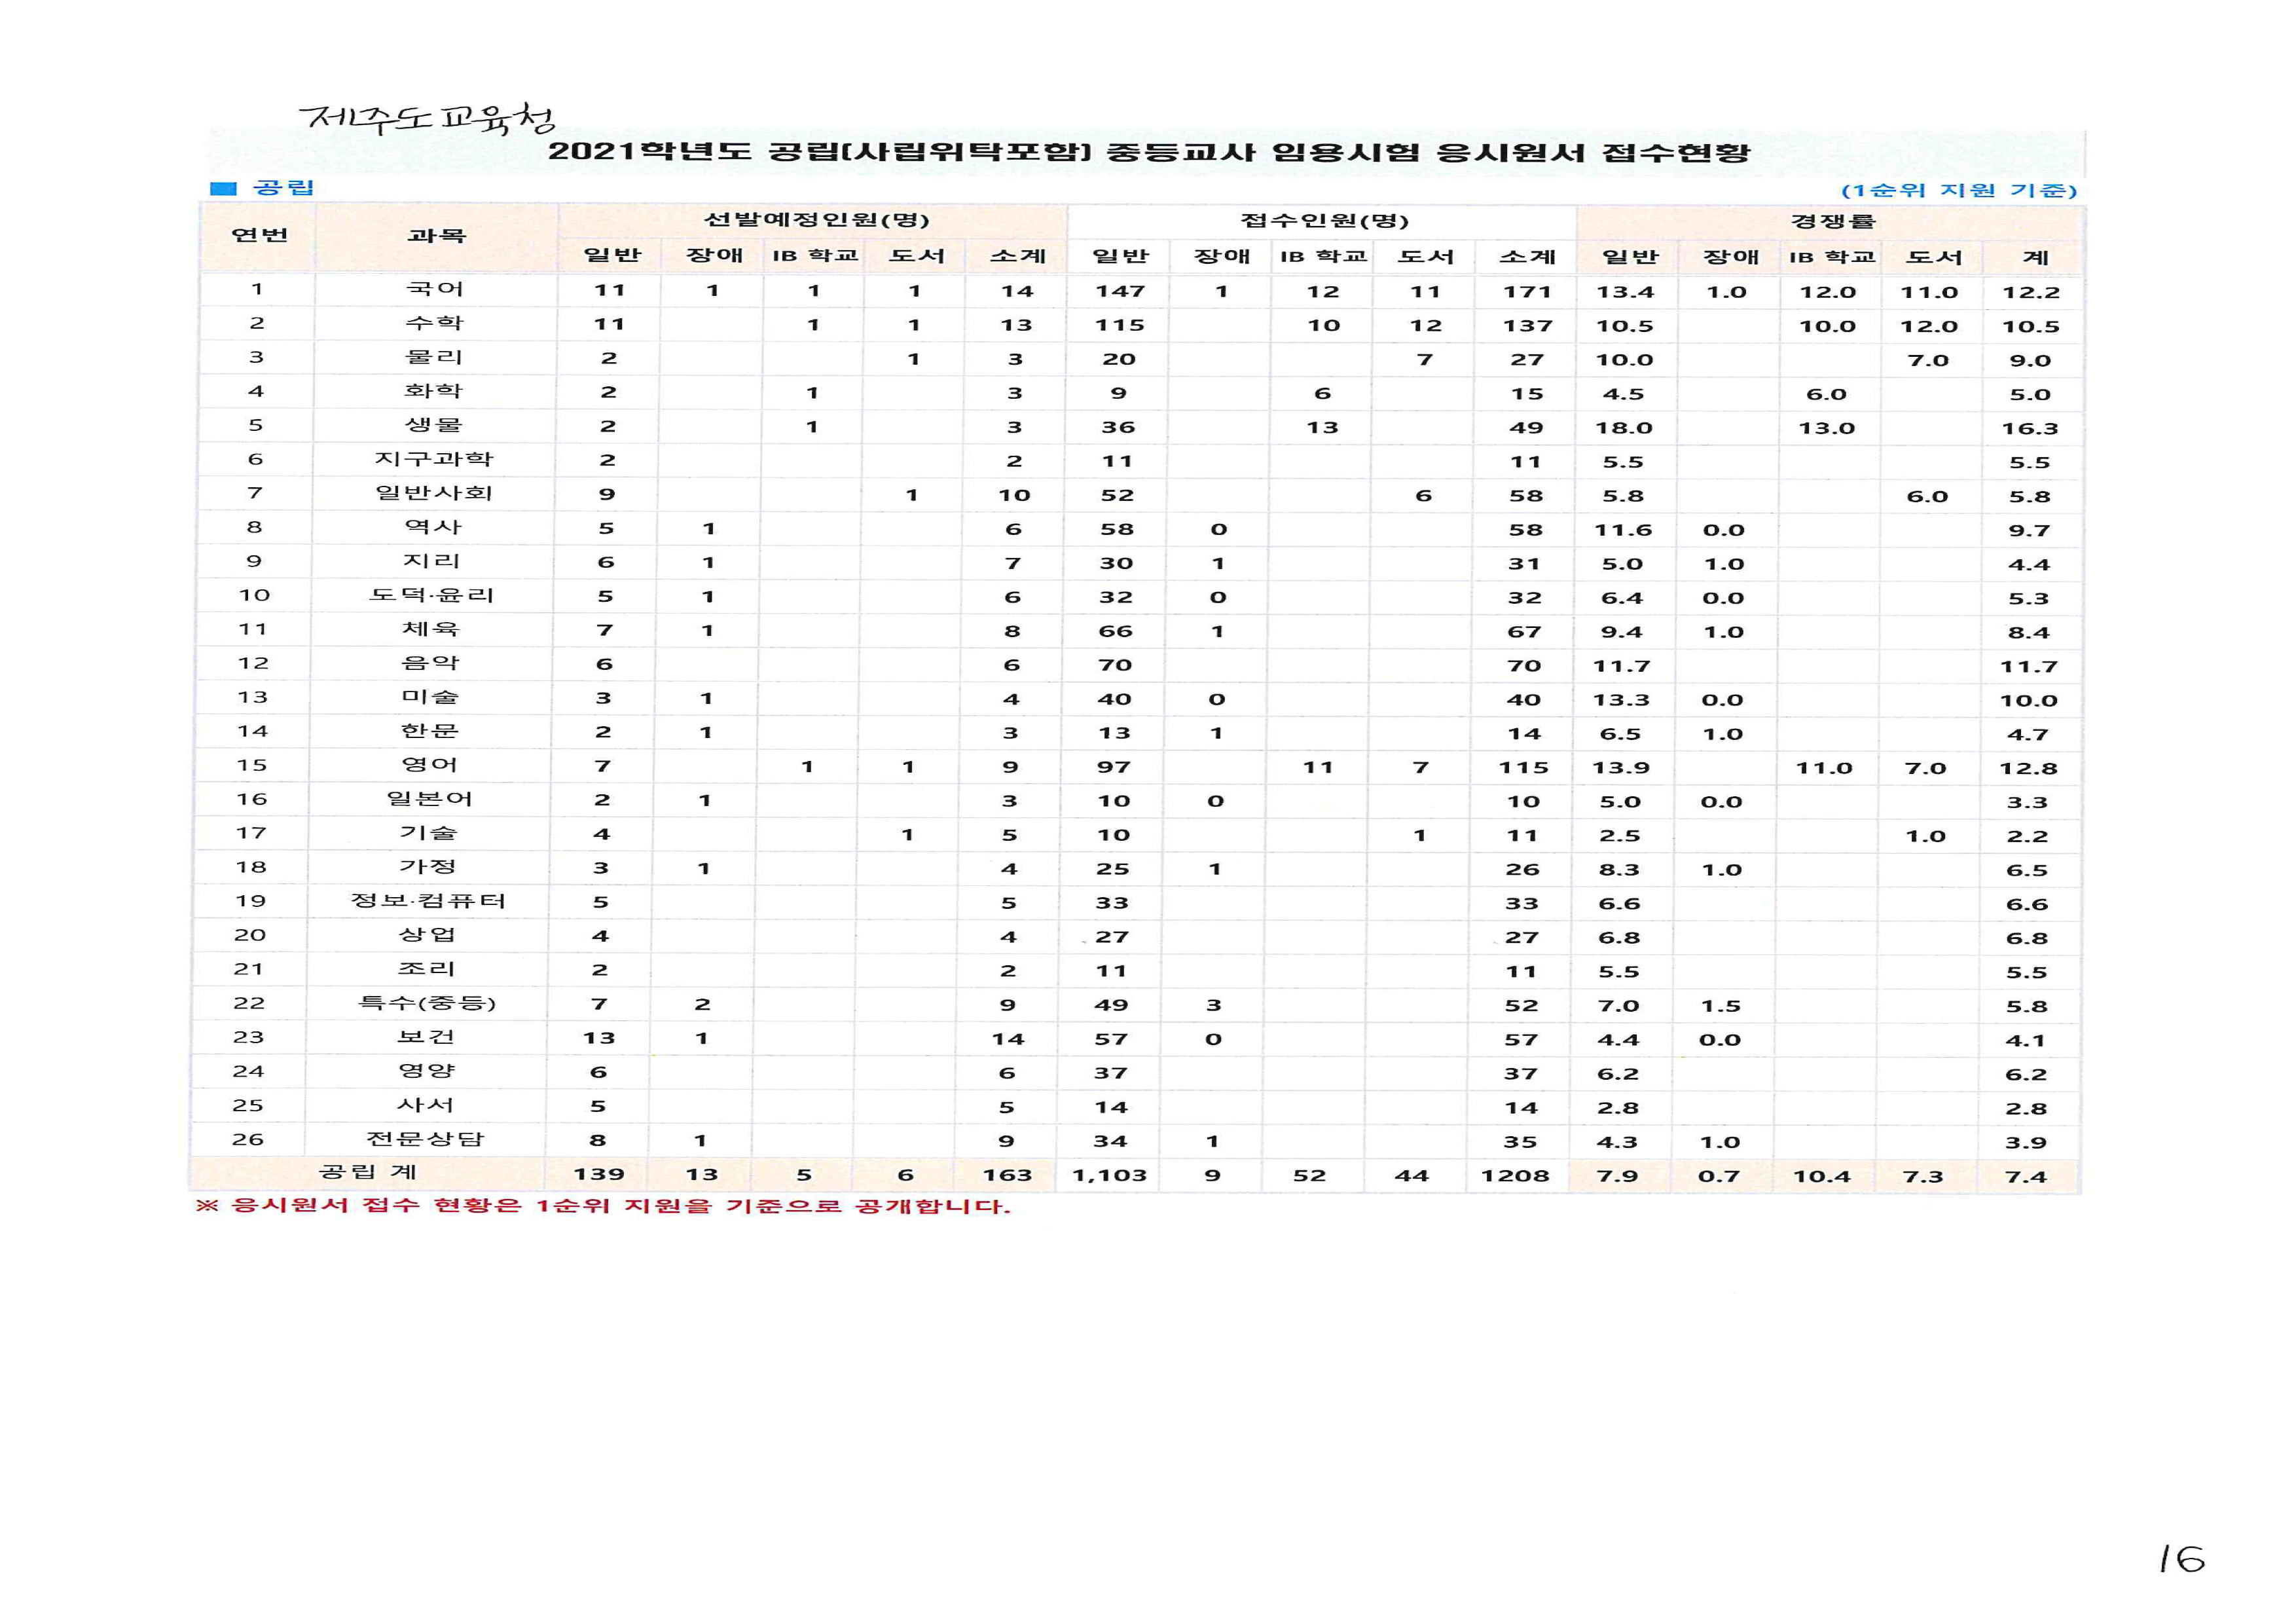 제주도교육청
2021학년도 공립(사립위탁포함) 중등교사 임용시험 응시원서 접수현황
■ 공립 (1순위 지원 기준)
연번 과목 선발예정인원(명) 접수인원(명) 경쟁률
일반 장애 IB 학교 도서 소계 일반 장애 IB 학교 도서 소계 일반 장애 IB 학교 도서 계
1 국어 11 1 1 1 14 147 1 12 11 171 13.4 1.0 12.0 11.0 12.2
2 수학 11 1 1 13 115 10 12 137 10.5 10.0 12.0 10.5
3 물리 2 1 3 20 7 27 10.0 7.0 9.0
4 화학 2 1 3 9 6 15 4.5 6.0 5.0
5 생물 2 1 3 36 13 49 18.0 13.0 16.3
6 지구과학 2 2 11 11 5.5 5.5
7 일반사회 9 1 10 52 6 58 5.8 6.0 5.8
8 역사 5 1 6 58 0 58 11.6 0.0 9.7
9 지리 6 1 7 30 1 31 5.0 1.0 4.4
10 도덕·윤리 5 1 6 32 0 32 6.4 0.0 5.3
11 체육 7 1 8 66 1 67 9.4 1.0 8.4
12 음악 6 6 70 70 11.7 11.7
13 미술 3 1 4 40 0 40 13.3 0.0 10.0
14 한문 2 1 3 13 1 14 6.5 1.0 4.7
15 영어 7 1 1 9 97 11 7 115 13.9 11.0 7.0 12.8
16 일본어 2 1 3 10 0 10 5.0 0.0 3.3
17 기술 4 1 5 10 1 11 2.5 1.0 2.2
18 가정 3 1 4 25 1 26 8.3 1.0 6.5
19 정보·컴퓨터 5 5 33 33 6.6 6.6
20 상업 4 4 27 27 6.8 6.8
21 조리 2 2 11 11 5.5 5.5
22 특수(중등) 7 2 9 49 3 52 7.0 1.5 5.8
23 보건 13 1 14 57 0 57 4.4 0.0 4.1
24 영양 6 6 37 37 6.2 6.2
25 사서 5 5 14 14 2.8 2.8
26 전문상담 8 1 9 34 1 35 4.3 1.0 3.9
공립 계 139 13 5 6 163 1,103 9 52 44 1208 7.9 0.7 10.4 7.3 7.4
※ 응시원서 접수 현황은 1순위 지원을 기준으로 공개합니다.
16